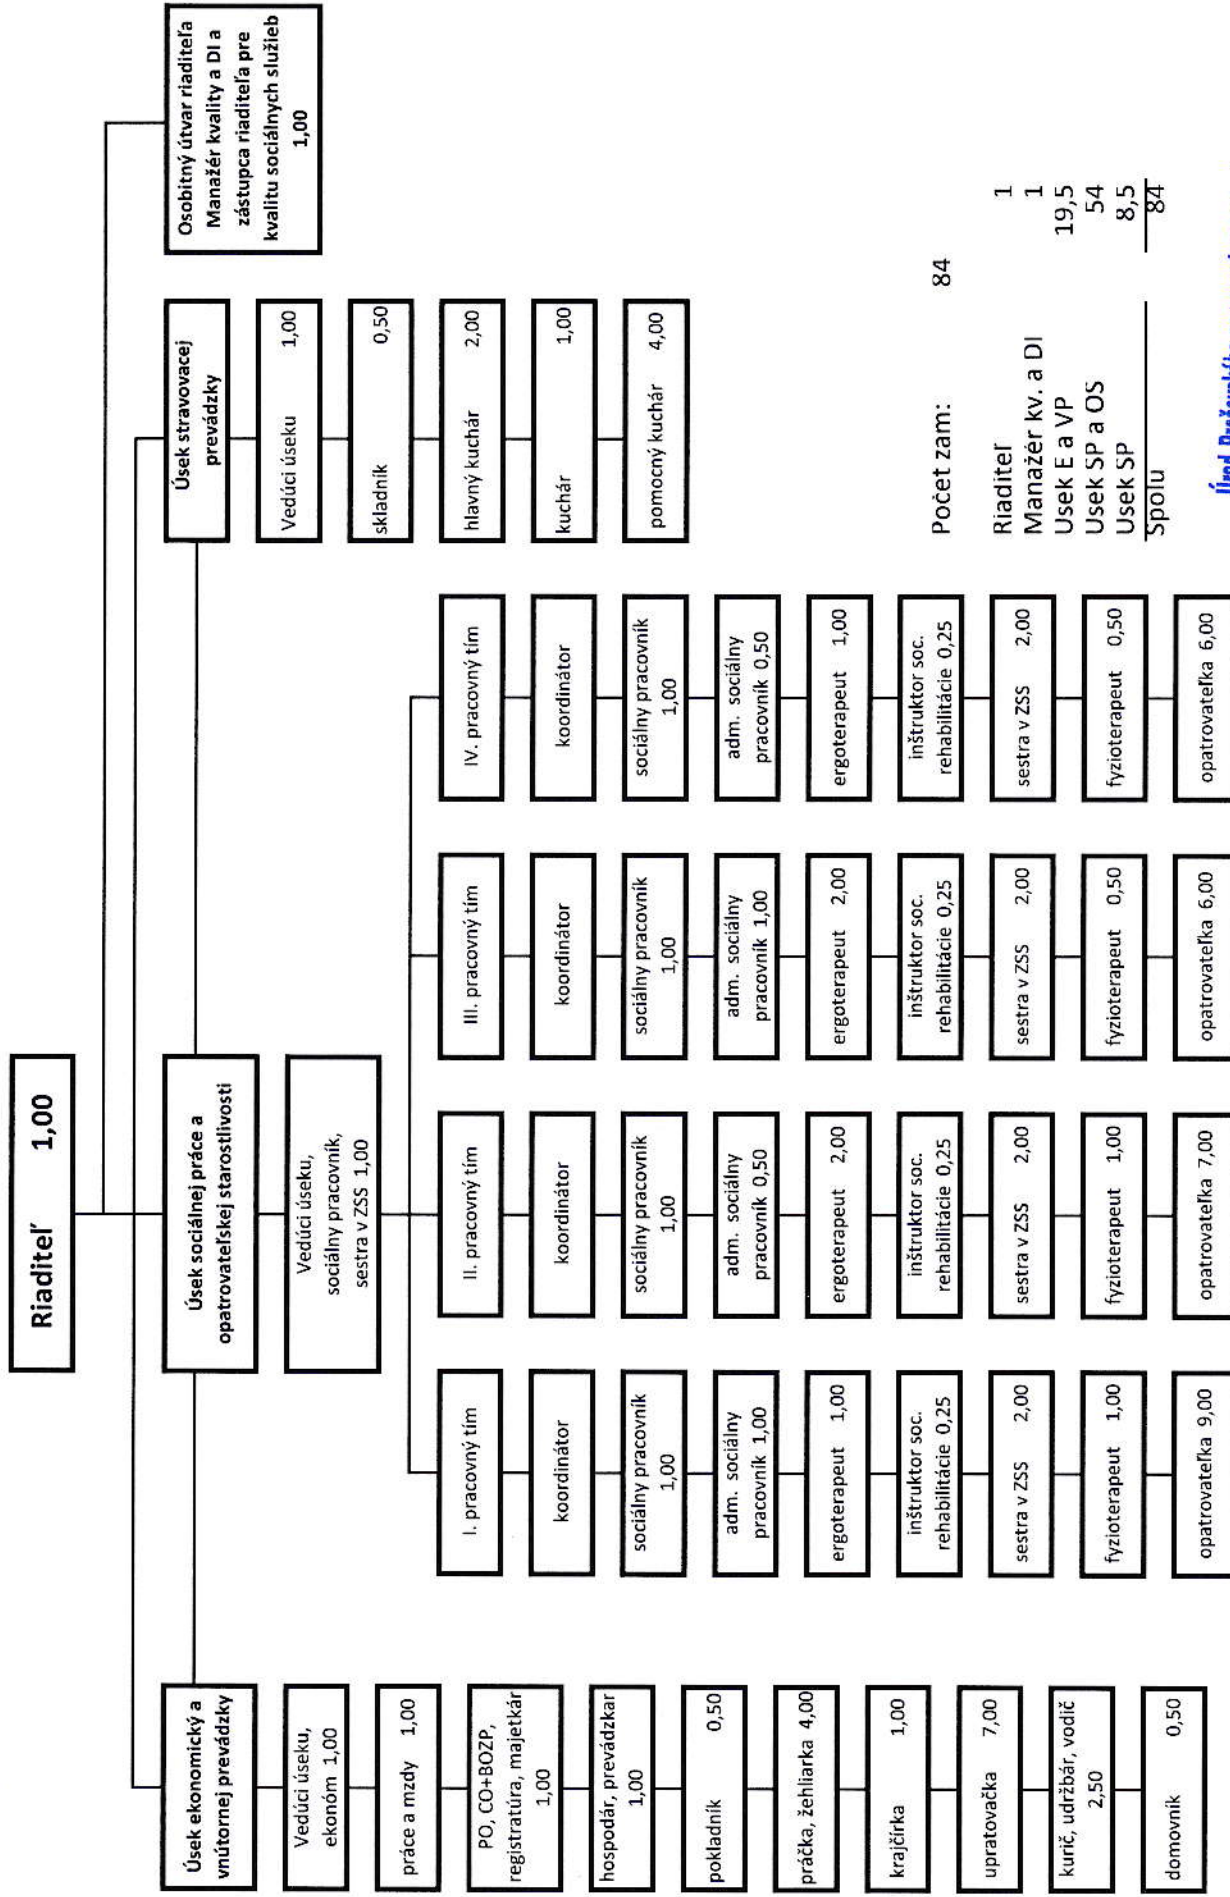 Riaditeľ 1,00
Osobitný útvar riaditeľa
Manažér kvality a DI a
zástupca riaditeľa pre
kvalitu sociálnych služieb
1,00
Úsek ekonomický a
vnútornej prevádzky
Vedúci úseku,
ekonóm 1,00
práce a mzdy 1,00
PO, CO+BOZP,
registratúra, majetkár
1,00
hospodár, prevádzkar
1,00
pokladník 0,50
práčka, žehliarka 4,00
krajčírka 1,00
upratovačka 7,00
kurič, udržbár, vodič
2,50
domovník 0,50
Úsek sociálnej práce a
opatrovateľskej starostlivosti
Vedúci úseku,
sociálny pracovník,
sestra v ZSS 1,00
I. pracovný tím
koordinátor
sociálny pracovník
1,00
adm. sociálny
pracovník 1,00
ergoterapeut 1,00
inštruktor soc.
rehabilitácie 0,25
sestra v ZSS 2,00
fyzioterapeut 1,00
opatrovateľka 9,00
II. pracovný tím
koordinátor
sociálny pracovník
1,00
adm. sociálny
pracovník 0,50
ergoterapeut 2,00
inštruktor soc.
rehabilitácie 0,25
sestra v ZSS 2,00
fyzioterapeut 1,00
opatrovateľka 7,00
III. pracovný tím
koordinátor
sociálny pracovník
1,00
adm. sociálny
pracovník 1,00
ergoterapeut 2,00
inštruktor soc.
rehabilitácie 0,25
sestra v ZSS 2,00
fyzioterapeut 0,50
opatrovateľka 6,00
IV. pracovný tím
koordinátor
sociálny pracovník
1,00
adm. sociálny
pracovník 0,50
ergoterapeut 1,00
inštruktor soc.
rehabilitácie 0,25
sestra v ZSS 2,00
fyzioterapeut 0,50
opatrovateľka 6,00
Úsek stravovacej
prevádzky
Vedúci úseku 1,00
skladník 0,50
hlavný kuchár 2,00
kuchár 1,00
pomocný kuchár 4,00
Počet zam: 84
Riaditeľ 1
Manažér kv. a DI 1
Usek E a VP 19,5
Usek SP a OS 54
Usek SP 8,5
Spolu 84